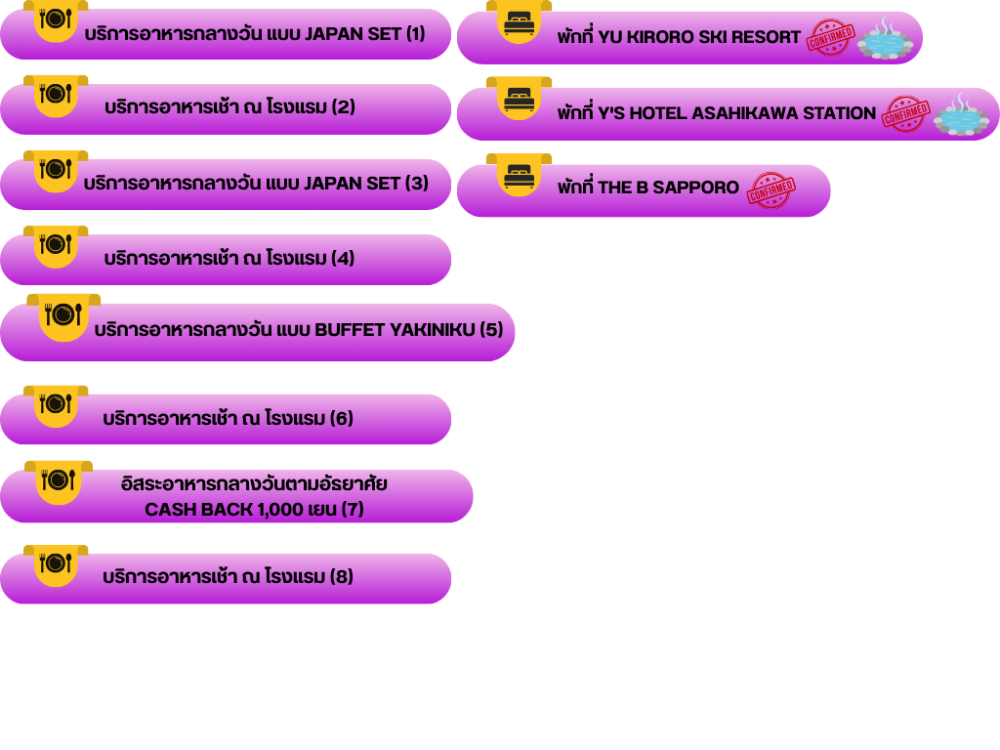 บริการอาหารกลางวัน แบบ JAPAN SET (1)
บริการอาหารเช้า ณ โรงแรม (2)
บริการอาหารกลางวัน แบบ JAPAN SET (3)
บริการอาหารเช้า ณ โรงแรม (4)
บริการอาหารกลางวัน แบบ BUFFET YAKINIKU (5)
บริการอาหารเช้า ณ โรงแรม (6)
อิสระอาหารกลางวันตามอัธยาศัย
CASH BACK 1,000 เยน (7)
บริการอาหารเช้า ณ โรงแรม (8)
พักที่ YU KIRORO SKI RESORT CONFIRMED
พักที่ Y'S HOTEL ASAHIKAWA STATION CONFIRMED
พักที่ THE B SAPPORO CONFIRMED